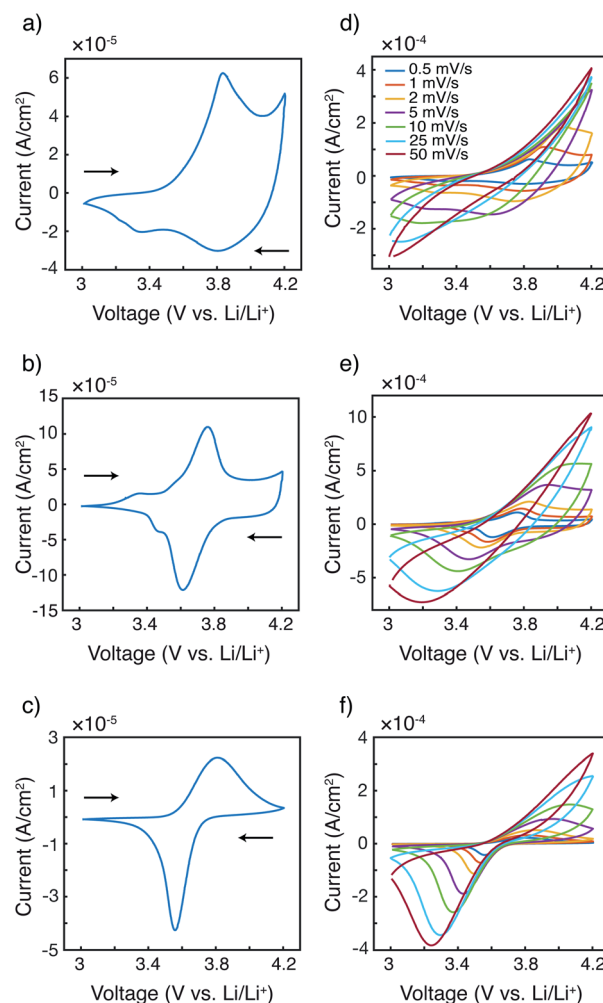 a)
×10⁻⁵
Current (A/cm²)
6
4
2
0
-2
-4
3
3.4
3.8
4.2
Voltage (V vs. Li/Li⁺)
d)
×10⁻⁴
Current (A/cm²)
4
2
0
-2
0.5 mV/s
1 mV/s
2 mV/s
5 mV/s
10 mV/s
25 mV/s
50 mV/s
3
3.4
3.8
4.2
Voltage (V vs. Li/Li⁺)
b)
×10⁻⁵
Current (A/cm²)
15
10
5
0
-5
-10
-15
3
3.4
3.8
4.2
Voltage (V vs. Li/Li⁺)
e)
×10⁻⁴
Current (A/cm²)
10
5
0
-5
3
3.4
3.8
4.2
Voltage (V vs. Li/Li⁺)
c)
×10⁻⁵
Current (A/cm²)
3
1
-1
-3
-5
3
3.4
3.8
4.2
Voltage (V vs. Li/Li⁺)
f)
×10⁻⁴
Current (A/cm²)
4
2
0
-2
-4
3
3.4
3.8
4.2
Voltage (V vs. Li/Li⁺)